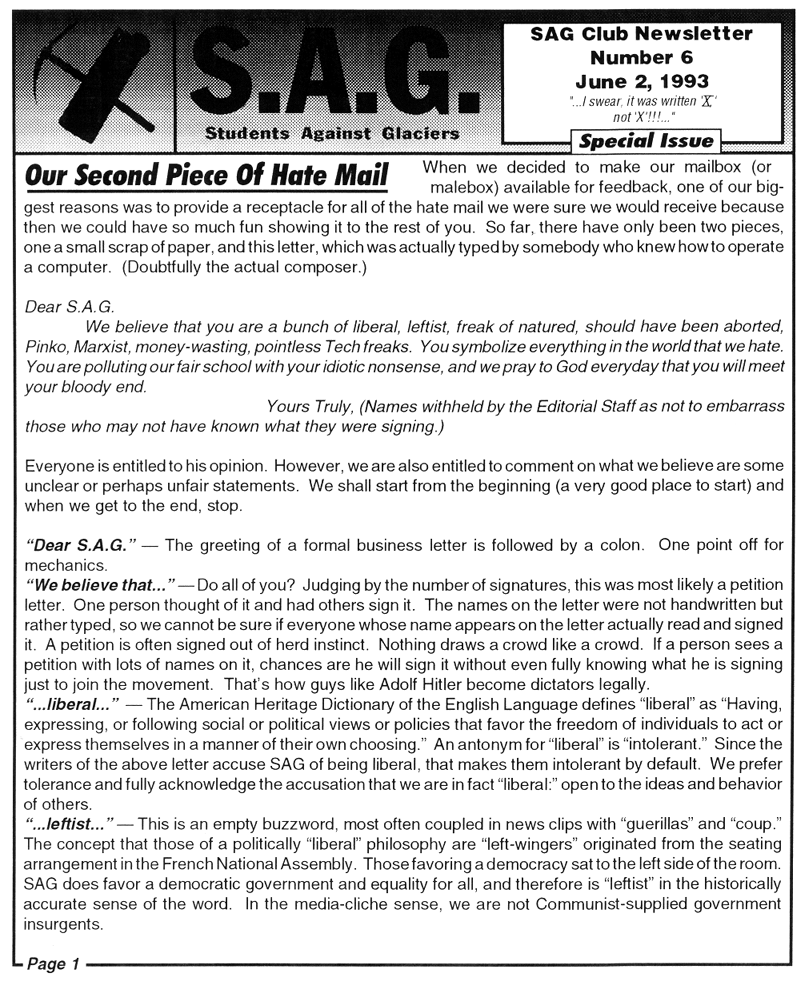 S.A.G.
Students Against Glaciers
SAG Club Newsletter
Number 6
June 2, 1993
"...I swear, it was written 'X,'
not 'X'!!!..."
Special Issue
Our Second Piece Of Hate Mail
When we decided to make our mailbox (or
malebox) available for feedback, one of our big-
gest reasons was to provide a receptacle for all of the hate mail we were sure we would receive because
then we could have so much fun showing it to the rest of you. So far, there have only been two pieces,
one a small scrap of paper, and this letter, which was actually typed by somebody who knew how to operate
a computer. (Doubtfully the actual composer.)
Dear S.A.G.
We believe that you are a bunch of liberal, leftist, freak of natured, should have been aborted,
Pinko, Marxist, money-wasting, pointless Tech freaks. You symbolize everything in the world that we hate.
You are polluting our fair school with your idiotic nonsense, and we pray to God everyday that you will meet
your bloody end.
Yours Truly, (Names withheld by the Editorial Staff as not to embarrass
those who may not have known what they were signing.)
Everyone is entitled to his opinion. However, we are also entitled to comment on what we believe are some
unclear or perhaps unfair statements. We shall start from the beginning (a very good place to start) and
when we get to the end, stop.
"Dear S.A.G." — The greeting of a formal business letter is followed by a colon. One point off for
mechanics.
"We believe that..." — Do all of you? Judging by the number of signatures, this was most likely a petition
letter. One person thought of it and had others sign it. The names on the letter were not handwritten but
rather typed, so we cannot be sure if everyone whose name appears on the letter actually read and signed
it. A petition is often signed out of herd instinct. Nothing draws a crowd like a crowd. If a person sees a
petition with lots of names on it, chances are he will sign it without even fully knowing what he is signing
just to join the movement. That's how guys like Adolf Hitler become dictators legally.
"...liberal..." — The American Heritage Dictionary of the English Language defines "liberal" as "Having,
expressing, or following social or political views or policies that favor the freedom of individuals to act or
express themselves in a manner of their own choosing." An antonym for "liberal" is "intolerant." Since the
writers of the above letter accuse SAG of being liberal, that makes them intolerant by default. We prefer
tolerance and fully acknowledge the accusation that we are in fact "liberal:" open to the ideas and behavior
of others.
"...leftist..." — This is an empty buzzword, most often coupled in news clips with "guerillas" and "coup."
The concept that those of a politically "liberal" philosophy are "left-wingers" originated from the seating
arrangement in the French National Assembly. Those favoring a democracy sat to the left side of the room.
SAG does favor a democratic government and equality for all, and therefore is "leftist" in the historically
accurate sense of the word. In the media-cliche sense, we are not Communist-supplied government
insurgents.
Page 1